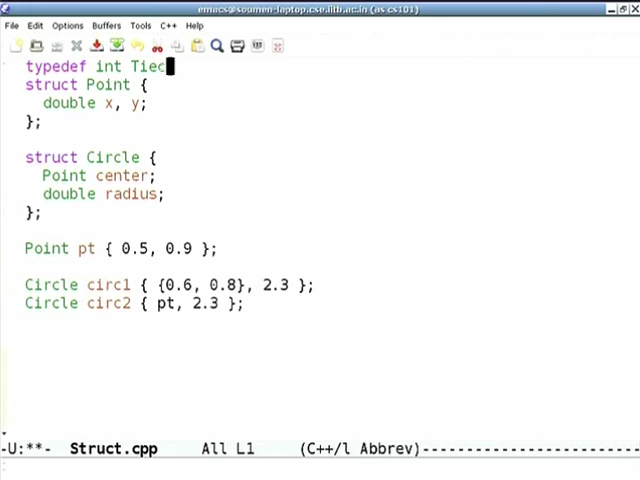 emacs@soumen-laptop.cse.iitb.ac.in (as cs101)
File Edit Options Buffers Tools C++ Help
typedef int Tiec
struct Point {
  double x, y;
};

struct Circle {
  Point center;
  double radius;
};

Point pt { 0.5, 0.9 };

Circle circ1 { {0.6, 0.8}, 2.3 };
Circle circ2 { pt, 2.3 };
-U:**- Struct.cpp All L1 (C++/l Abbrev)